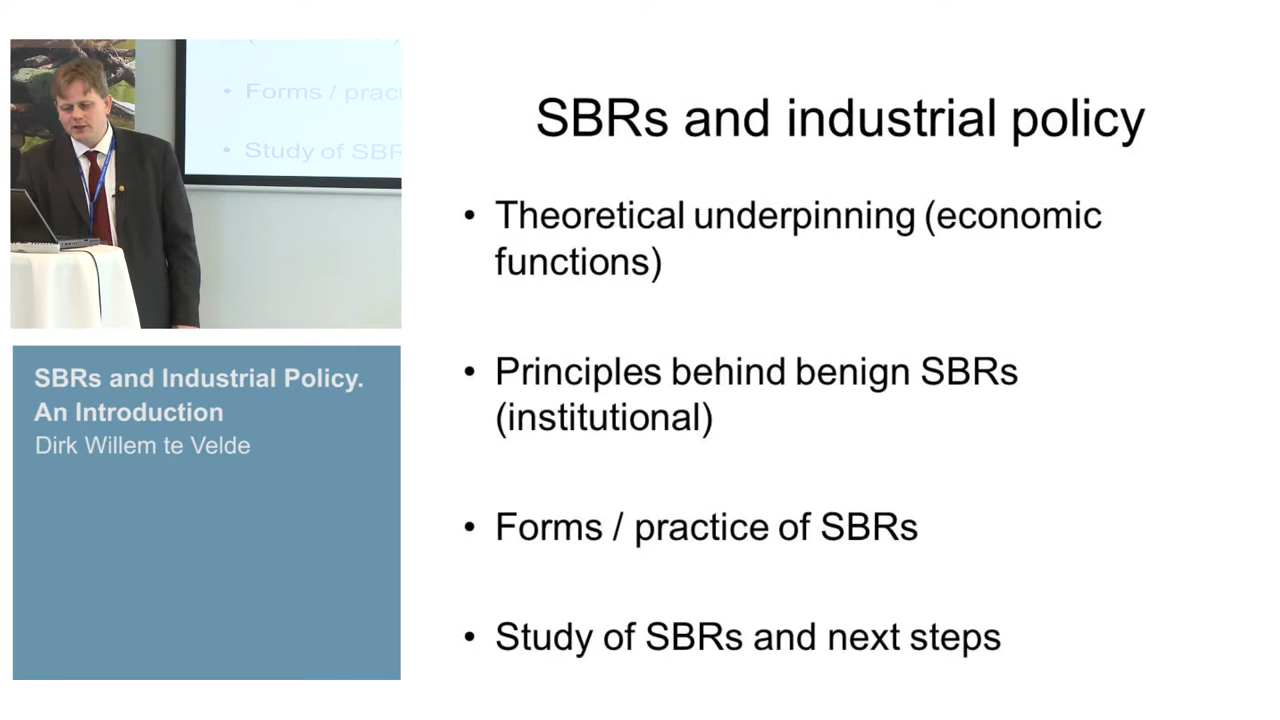 Forms / pract
Study of SBR
SBRs and Industrial Policy.
An Introduction
Dirk Willem te Velde
SBRs and industrial policy
• Theoretical underpinning (economic
functions)
• Principles behind benign SBRs
(institutional)
• Forms / practice of SBRs
• Study of SBRs and next steps